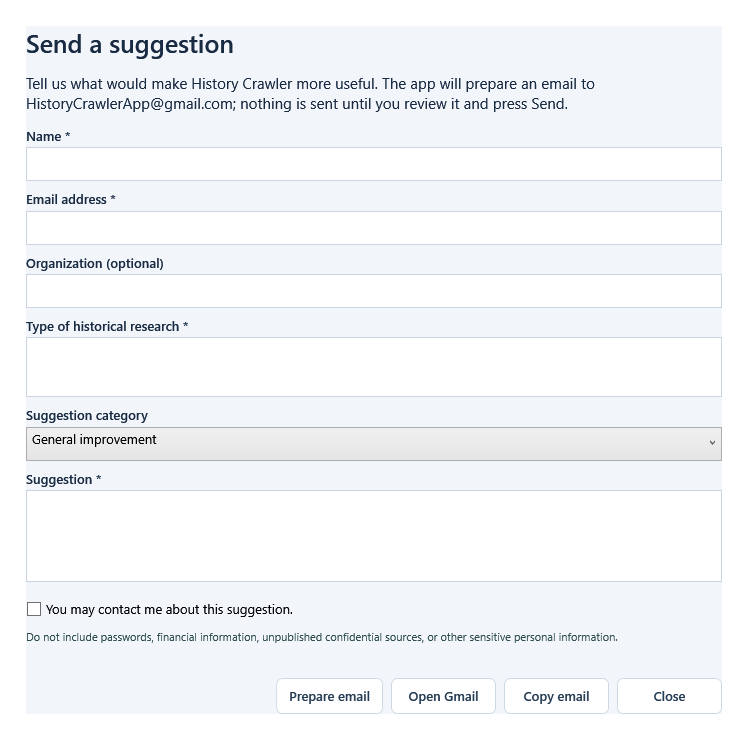 Send a suggestion
Tell us what would make History Crawler more useful. The app will prepare an email to
HistoryCrawlerApp@gmail.com; nothing is sent until you review it and press Send.
Name *
Email address *
Organization (optional)
Type of historical research *
Suggestion category
General improvement
Suggestion *
You may contact me about this suggestion.
Do not include passwords, financial information, unpublished confidential sources, or other sensitive personal information.
Prepare email Open Gmail Copy email Close